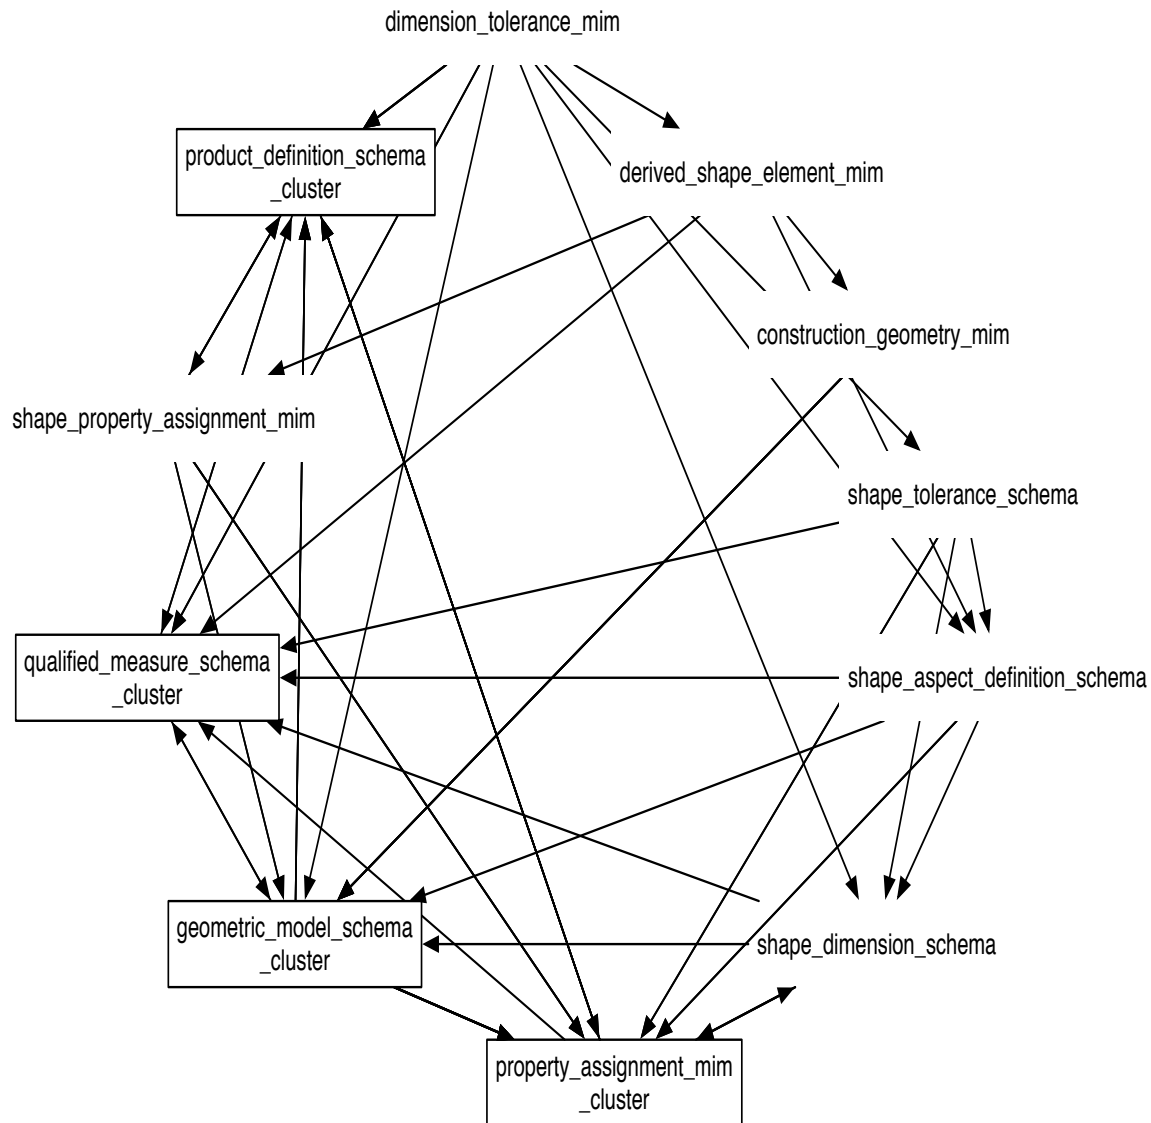 dimension_tolerance_mim
product_definition_schema
_cluster
derived_shape_element_mim
construction_geometry_mim
shape_property_assignment_mim
shape_tolerance_schema
qualified_measure_schema
_cluster
shape_aspect_definition_schema
geometric_model_schema
_cluster
shape_dimension_schema
property_assignment_mim
_cluster